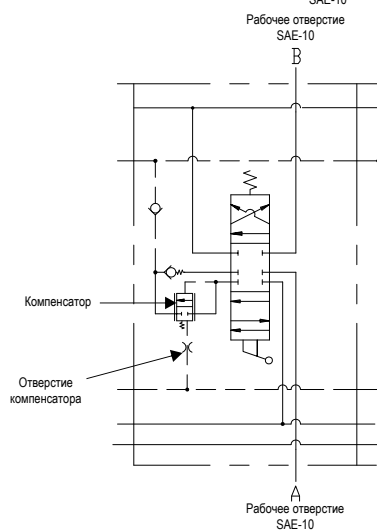 SAE-10
Рабочее отверстие
SAE-10
B
Компенсатор
Отверстие
компенсатора
A
Рабочее отверстие
SAE-10